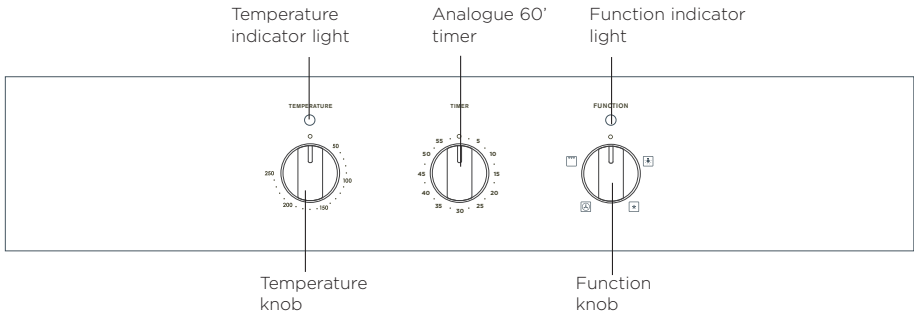 Temperature
indicator light
Analogue 60’
timer
Function indicator
light
TEMPERATURE
TIMER
FUNCTION
50
100
150
200
250
5
10
15
20
25
30
35
40
45
50
55
Temperature
knob
Function
knob